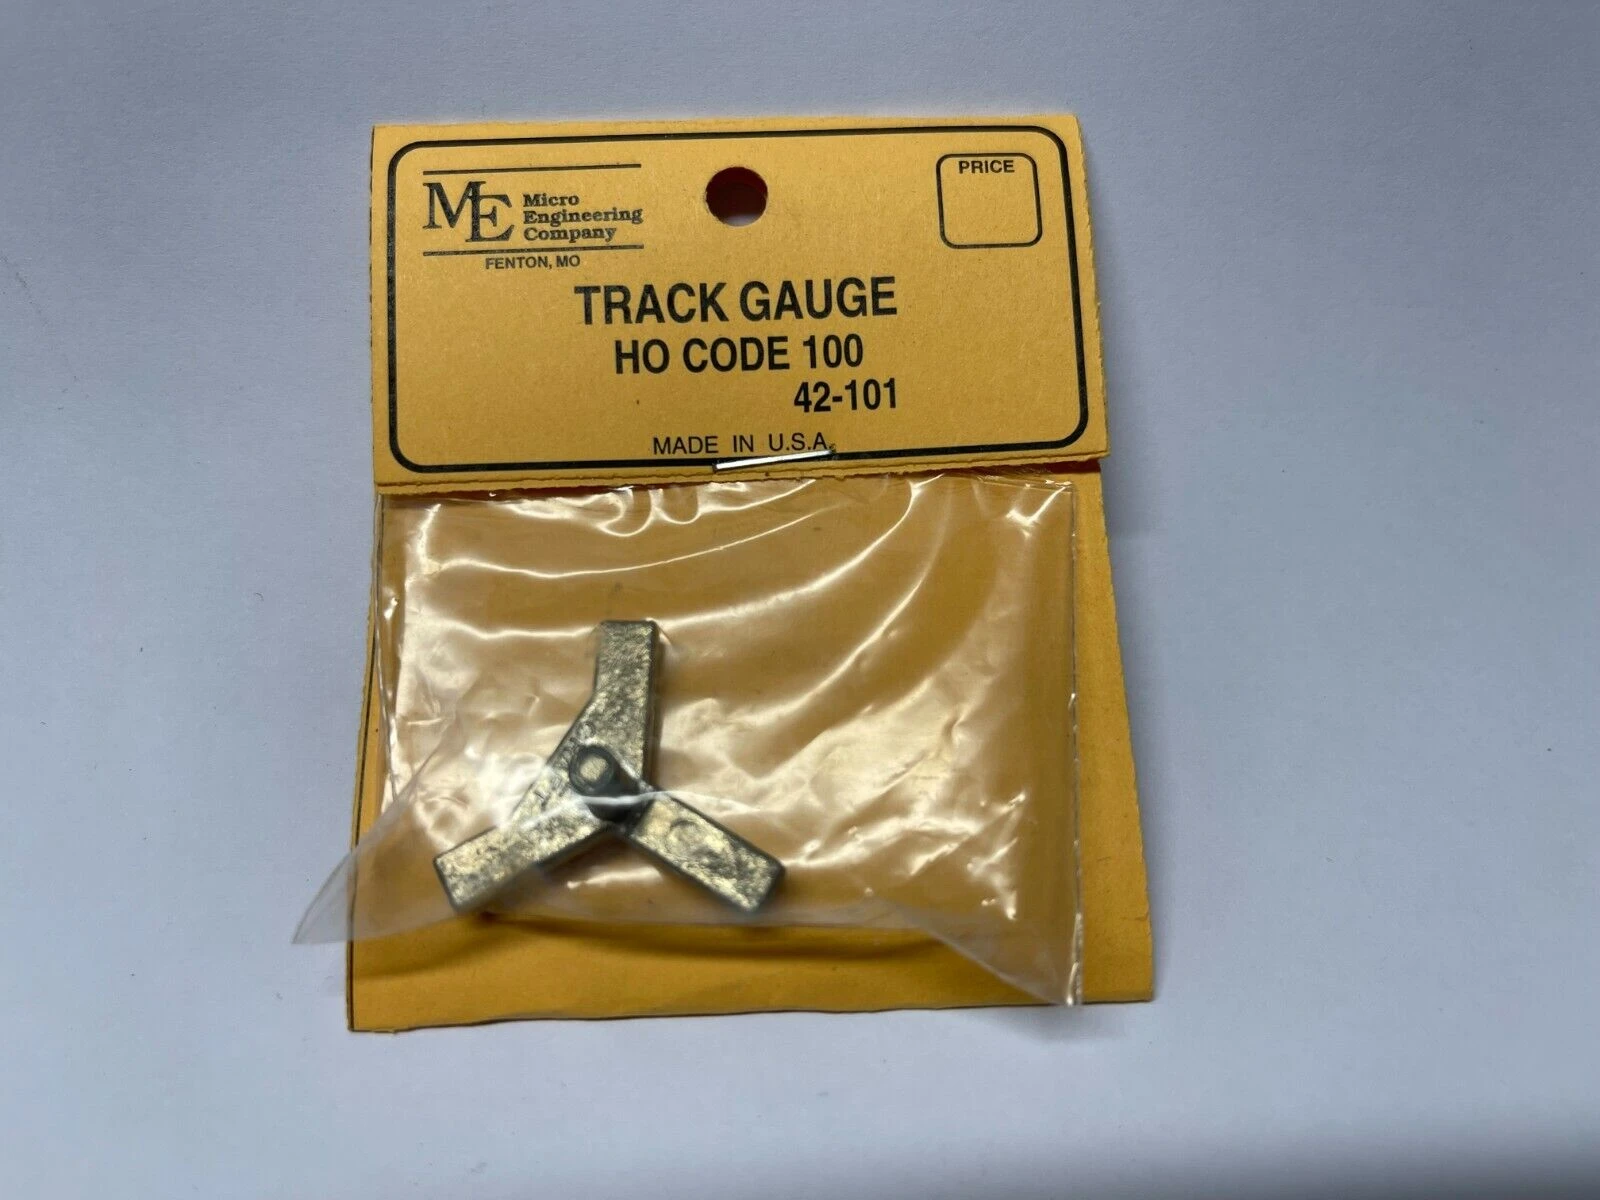 ME Micro
Engineering
Company
FENTON, MO
PRICE
TRACK GAUGE
HO CODE 100
42-101
MADE IN U.S.A.